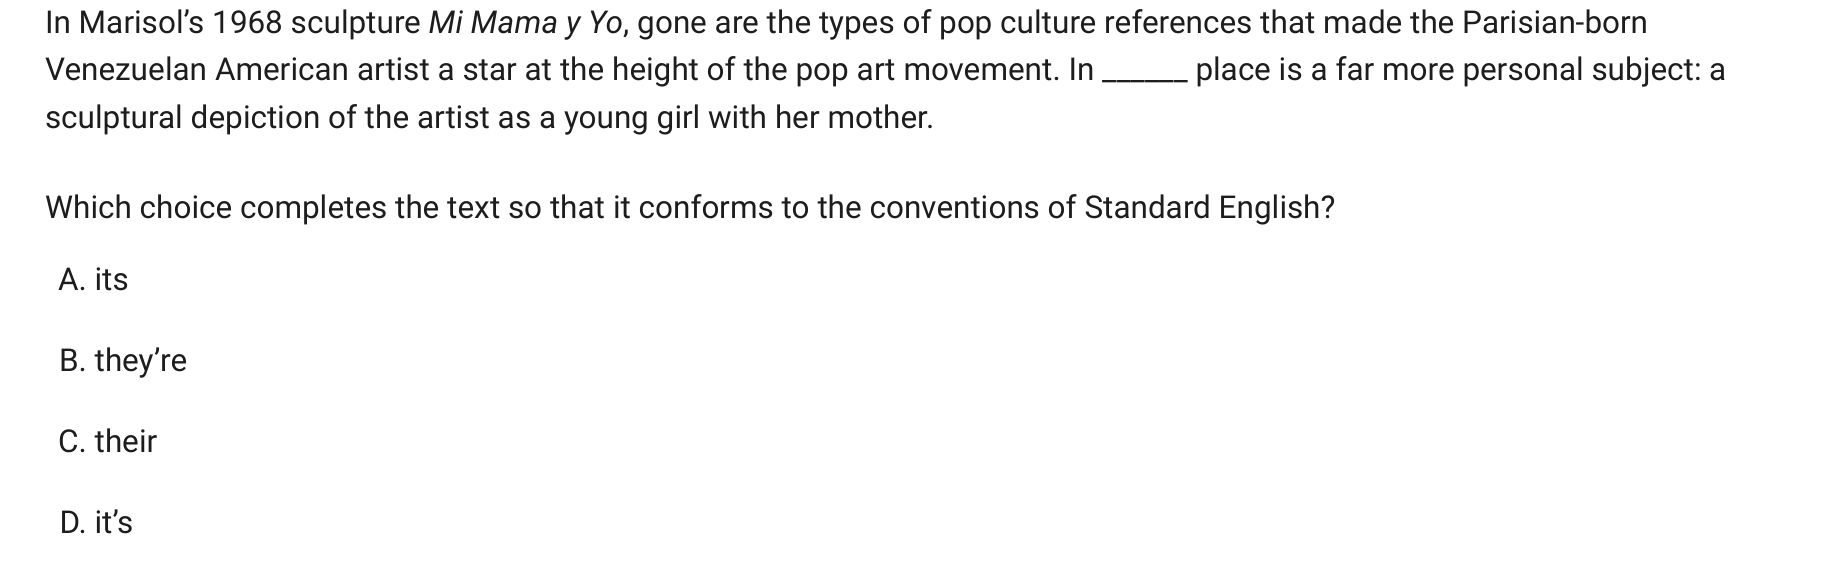 In Marisol’s 1968 sculpture Mi Mama y Yo, gone are the types of pop culture references that made the Parisian-born
Venezuelan American artist a star at the height of the pop art movement. In ______ place is a far more personal subject: a
sculptural depiction of the artist as a young girl with her mother.
Which choice completes the text so that it conforms to the conventions of Standard English?
A. its
B. they’re
C. their
D. it’s